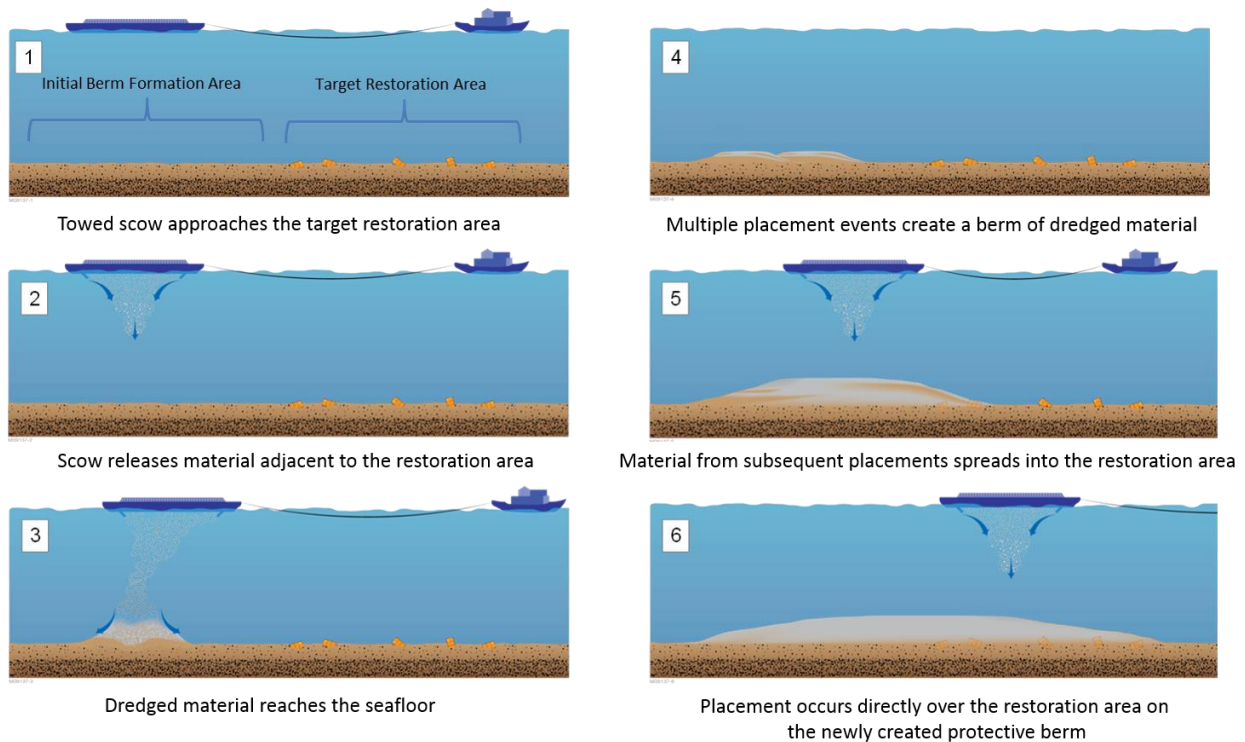 1
Initial Berm Formation Area
Target Restoration Area
Towed scow approaches the target restoration area
2
Scow releases material adjacent to the restoration area
3
Dredged material reaches the seafloor
4
Multiple placement events create a berm of dredged material
5
Material from subsequent placements spreads into the restoration area
6
Placement occurs directly over the restoration area on
the newly created protective berm